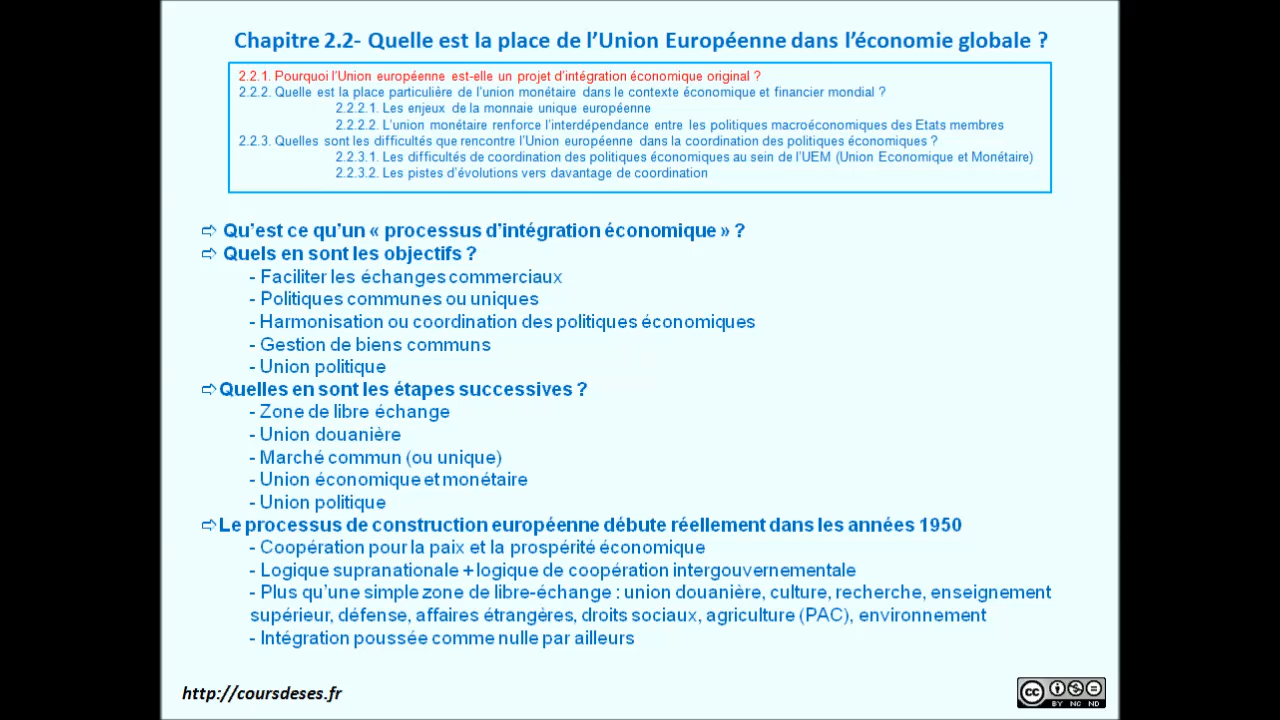 Chapitre 2.2- Quelle est la place de l’Union Européenne dans l’économie globale ?
2.2.1. Pourquoi l’Union européenne est-elle un projet d’intégration économique original ?
2.2.2. Quelle est la place particulière de l’union monétaire dans le contexte économique et financier mondial ?
2.2.2.1. Les enjeux de la monnaie unique européenne
2.2.2.2. L’union monétaire renforce l’interdépendance entre les politiques macroéconomiques des Etats membres
2.2.3. Quelles sont les difficultés que rencontre l’Union européenne dans la coordination des politiques économiques ?
2.2.3.1. Les difficultés de coordination des politiques économiques au sein de l’UEM (Union Economique et Monétaire)
2.2.3.2. Les pistes d’évolutions vers davantage de coordination
⇨ Qu’est ce qu’un « processus d’intégration économique » ?
⇨ Quels en sont les objectifs ?
- Faciliter les échanges commerciaux
- Politiques communes ou uniques
- Harmonisation ou coordination des politiques économiques
- Gestion de biens communs
- Union politique
⇨ Quelles en sont les étapes successives ?
- Zone de libre échange
- Union douanière
- Marché commun (ou unique)
- Union économique et monétaire
- Union politique
⇨ Le processus de construction européenne débute réellement dans les années 1950
- Coopération pour la paix et la prospérité économique
- Logique supranationale + logique de coopération intergouvernementale
- Plus qu’une simple zone de libre-échange : union douanière, culture, recherche, enseignement
supérieur, défense, affaires étrangères, droits sociaux, agriculture (PAC), environnement
- Intégration poussée comme nulle par ailleurs
http://coursdeses.fr
cc
BY NC ND